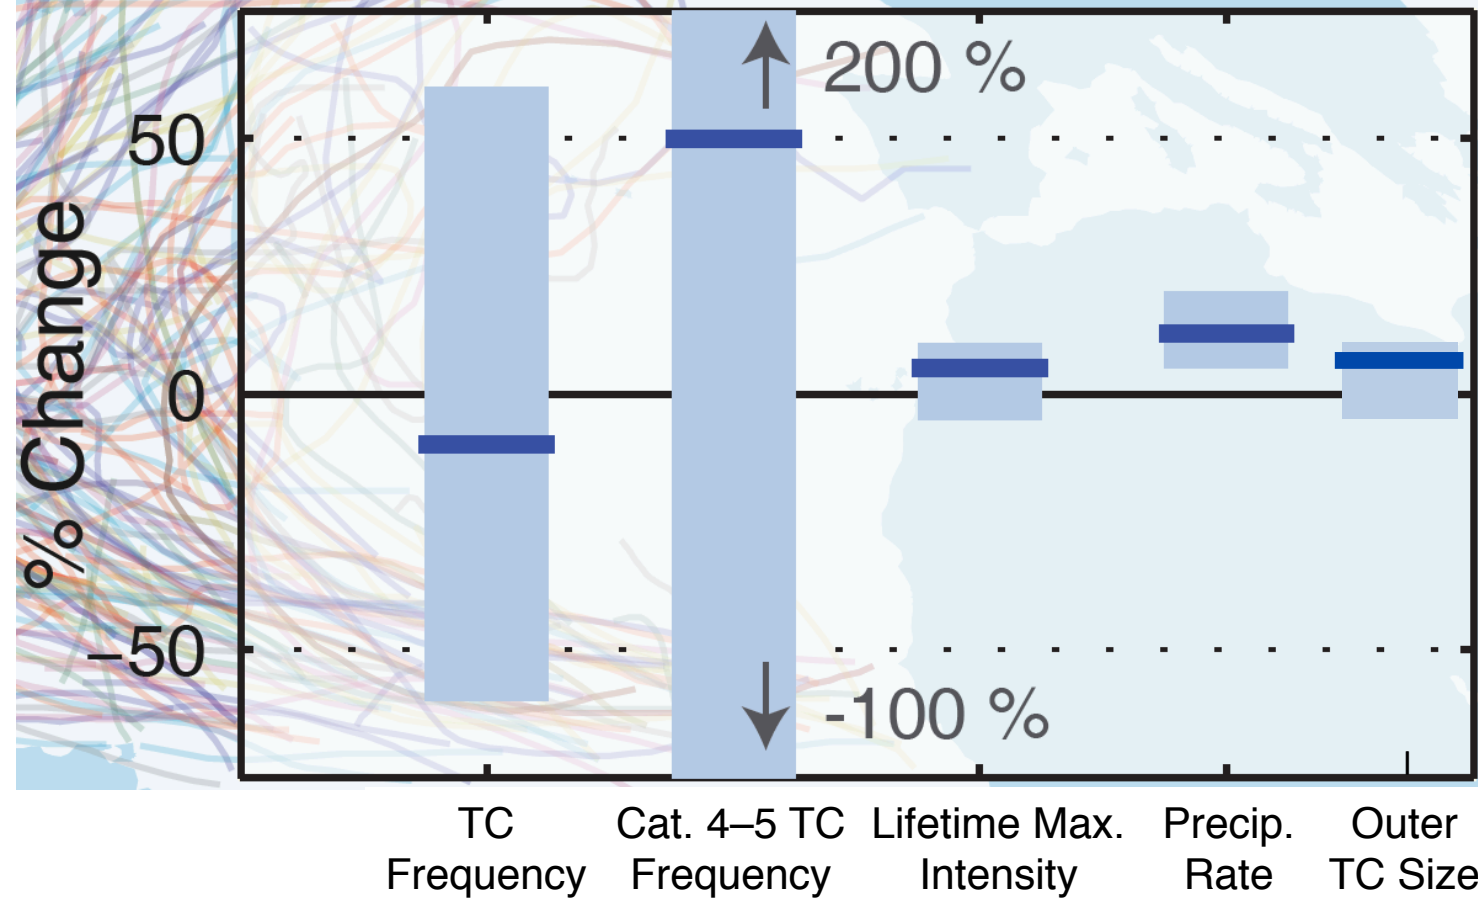 200 %
50
% Change
0
–50
-100 %
TC
Frequency
Cat. 4–5 TC
Frequency
Lifetime Max.
Intensity
Precip.
Rate
Outer
TC Size